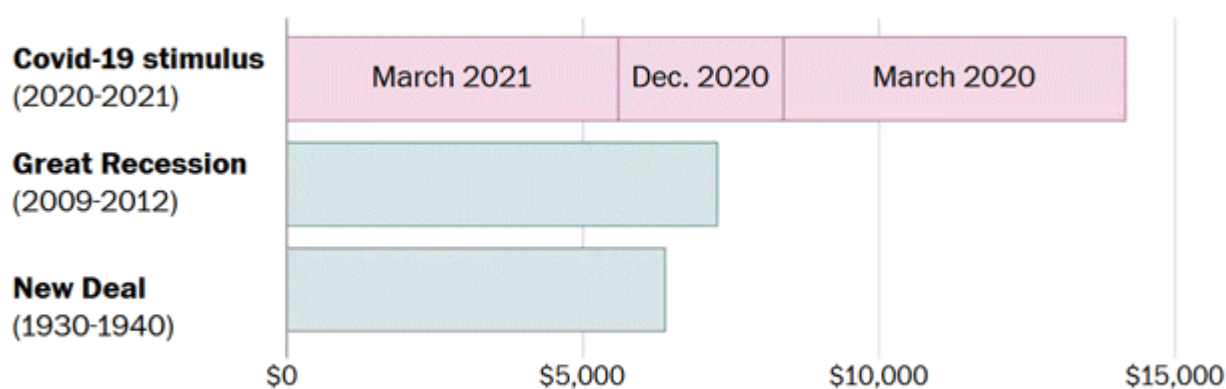 Covid-19 stimulus
(2020-2021)
March 2021
Dec. 2020
March 2020
Great Recession
(2009-2012)
New Deal
(1930-1940)
$0
$5,000
$10,000
$15,000